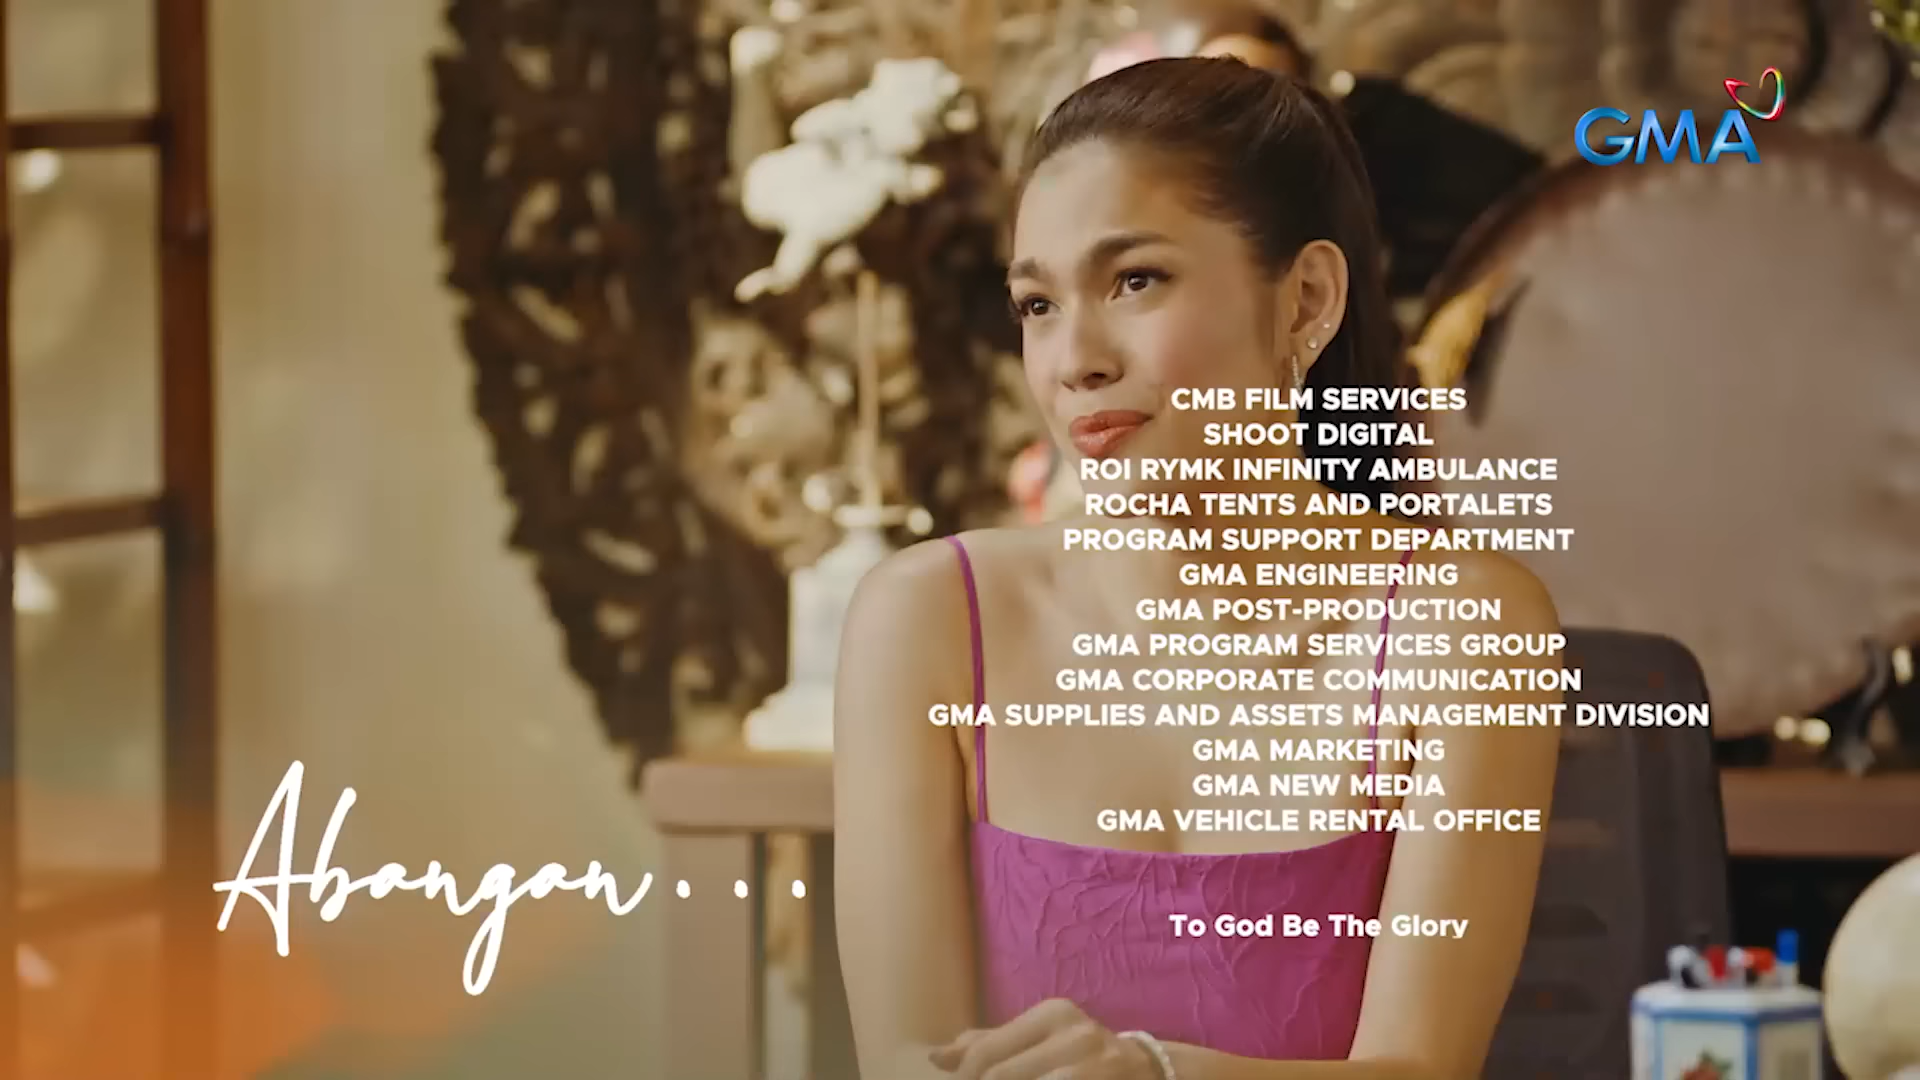 GMA
CMB FILM SERVICES
SHOOT DIGITAL
ROI RYMK INFINITY AMBULANCE
ROCHA TENTS AND PORTALETS
PROGRAM SUPPORT DEPARTMENT
GMA ENGINEERING
GMA POST-PRODUCTION
GMA PROGRAM SERVICES GROUP
GMA CORPORATE COMMUNICATION
GMA SUPPLIES AND ASSETS MANAGEMENT DIVISION
GMA MARKETING
GMA NEW MEDIA
GMA VEHICLE RENTAL OFFICE
Abangan...
To God Be The Glory